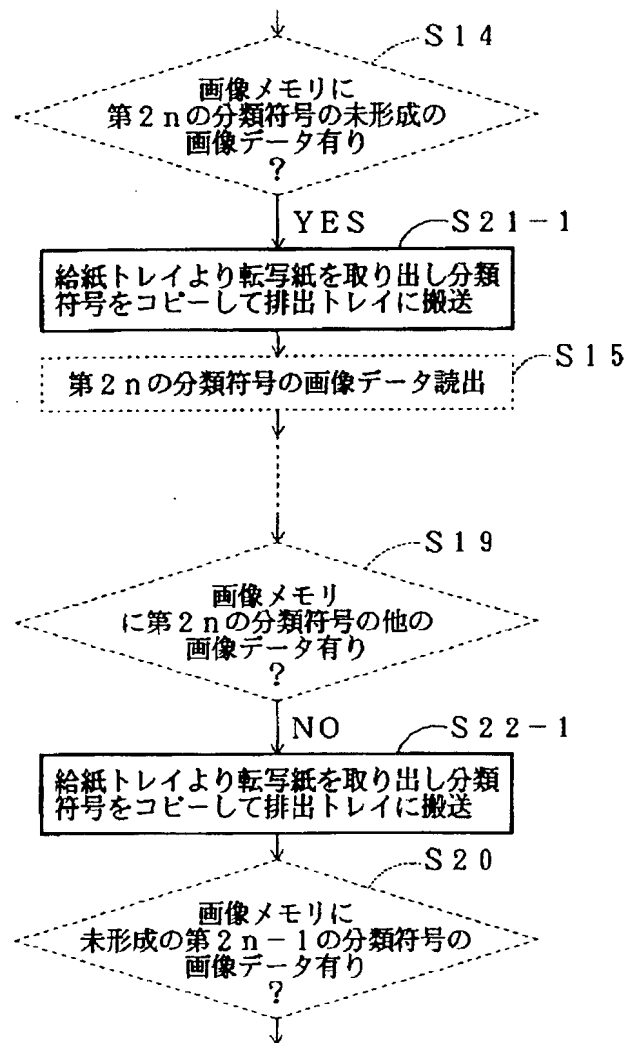 S14
画像メモリに
第2nの分類符号の未形成の
画像データ有り
?
YES
S21-1
給紙トレイより転写紙を取り出し分類
符号をコピーして排出トレイに搬送
S15
第2nの分類符号の画像データ読出
S19
画像メモリ
に第2nの分類符号の他の
画像データ有り
?
NO
S22-1
給紙トレイより転写紙を取り出し分類
符号をコピーして排出トレイに搬送
S20
画像メモリに
未形成の第2n-1の分類符号の
画像データ有り
?